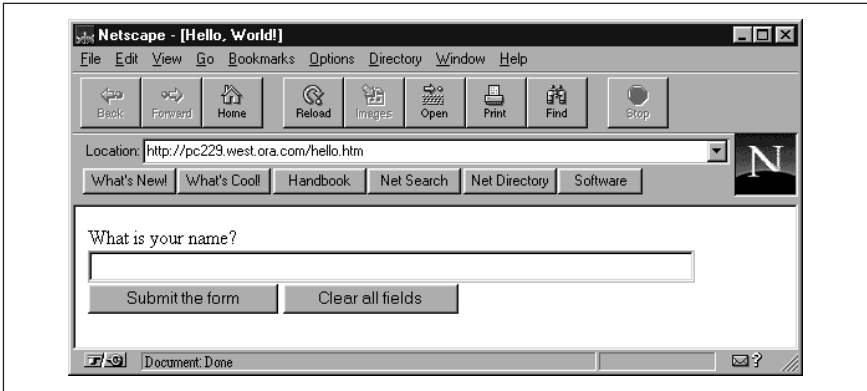 Netscape - [Hello, World!]
File Edit View Go Bookmarks Options Directory Window Help
Back Forward Home Reload Images Open Print Find Stop
Location: http://pc229.west.ora.com/hello.htm
N
What's New! What's Cool! Handbook Net Search Net Directory Software
What is your name?
Submit the form Clear all fields
Document: Done
?